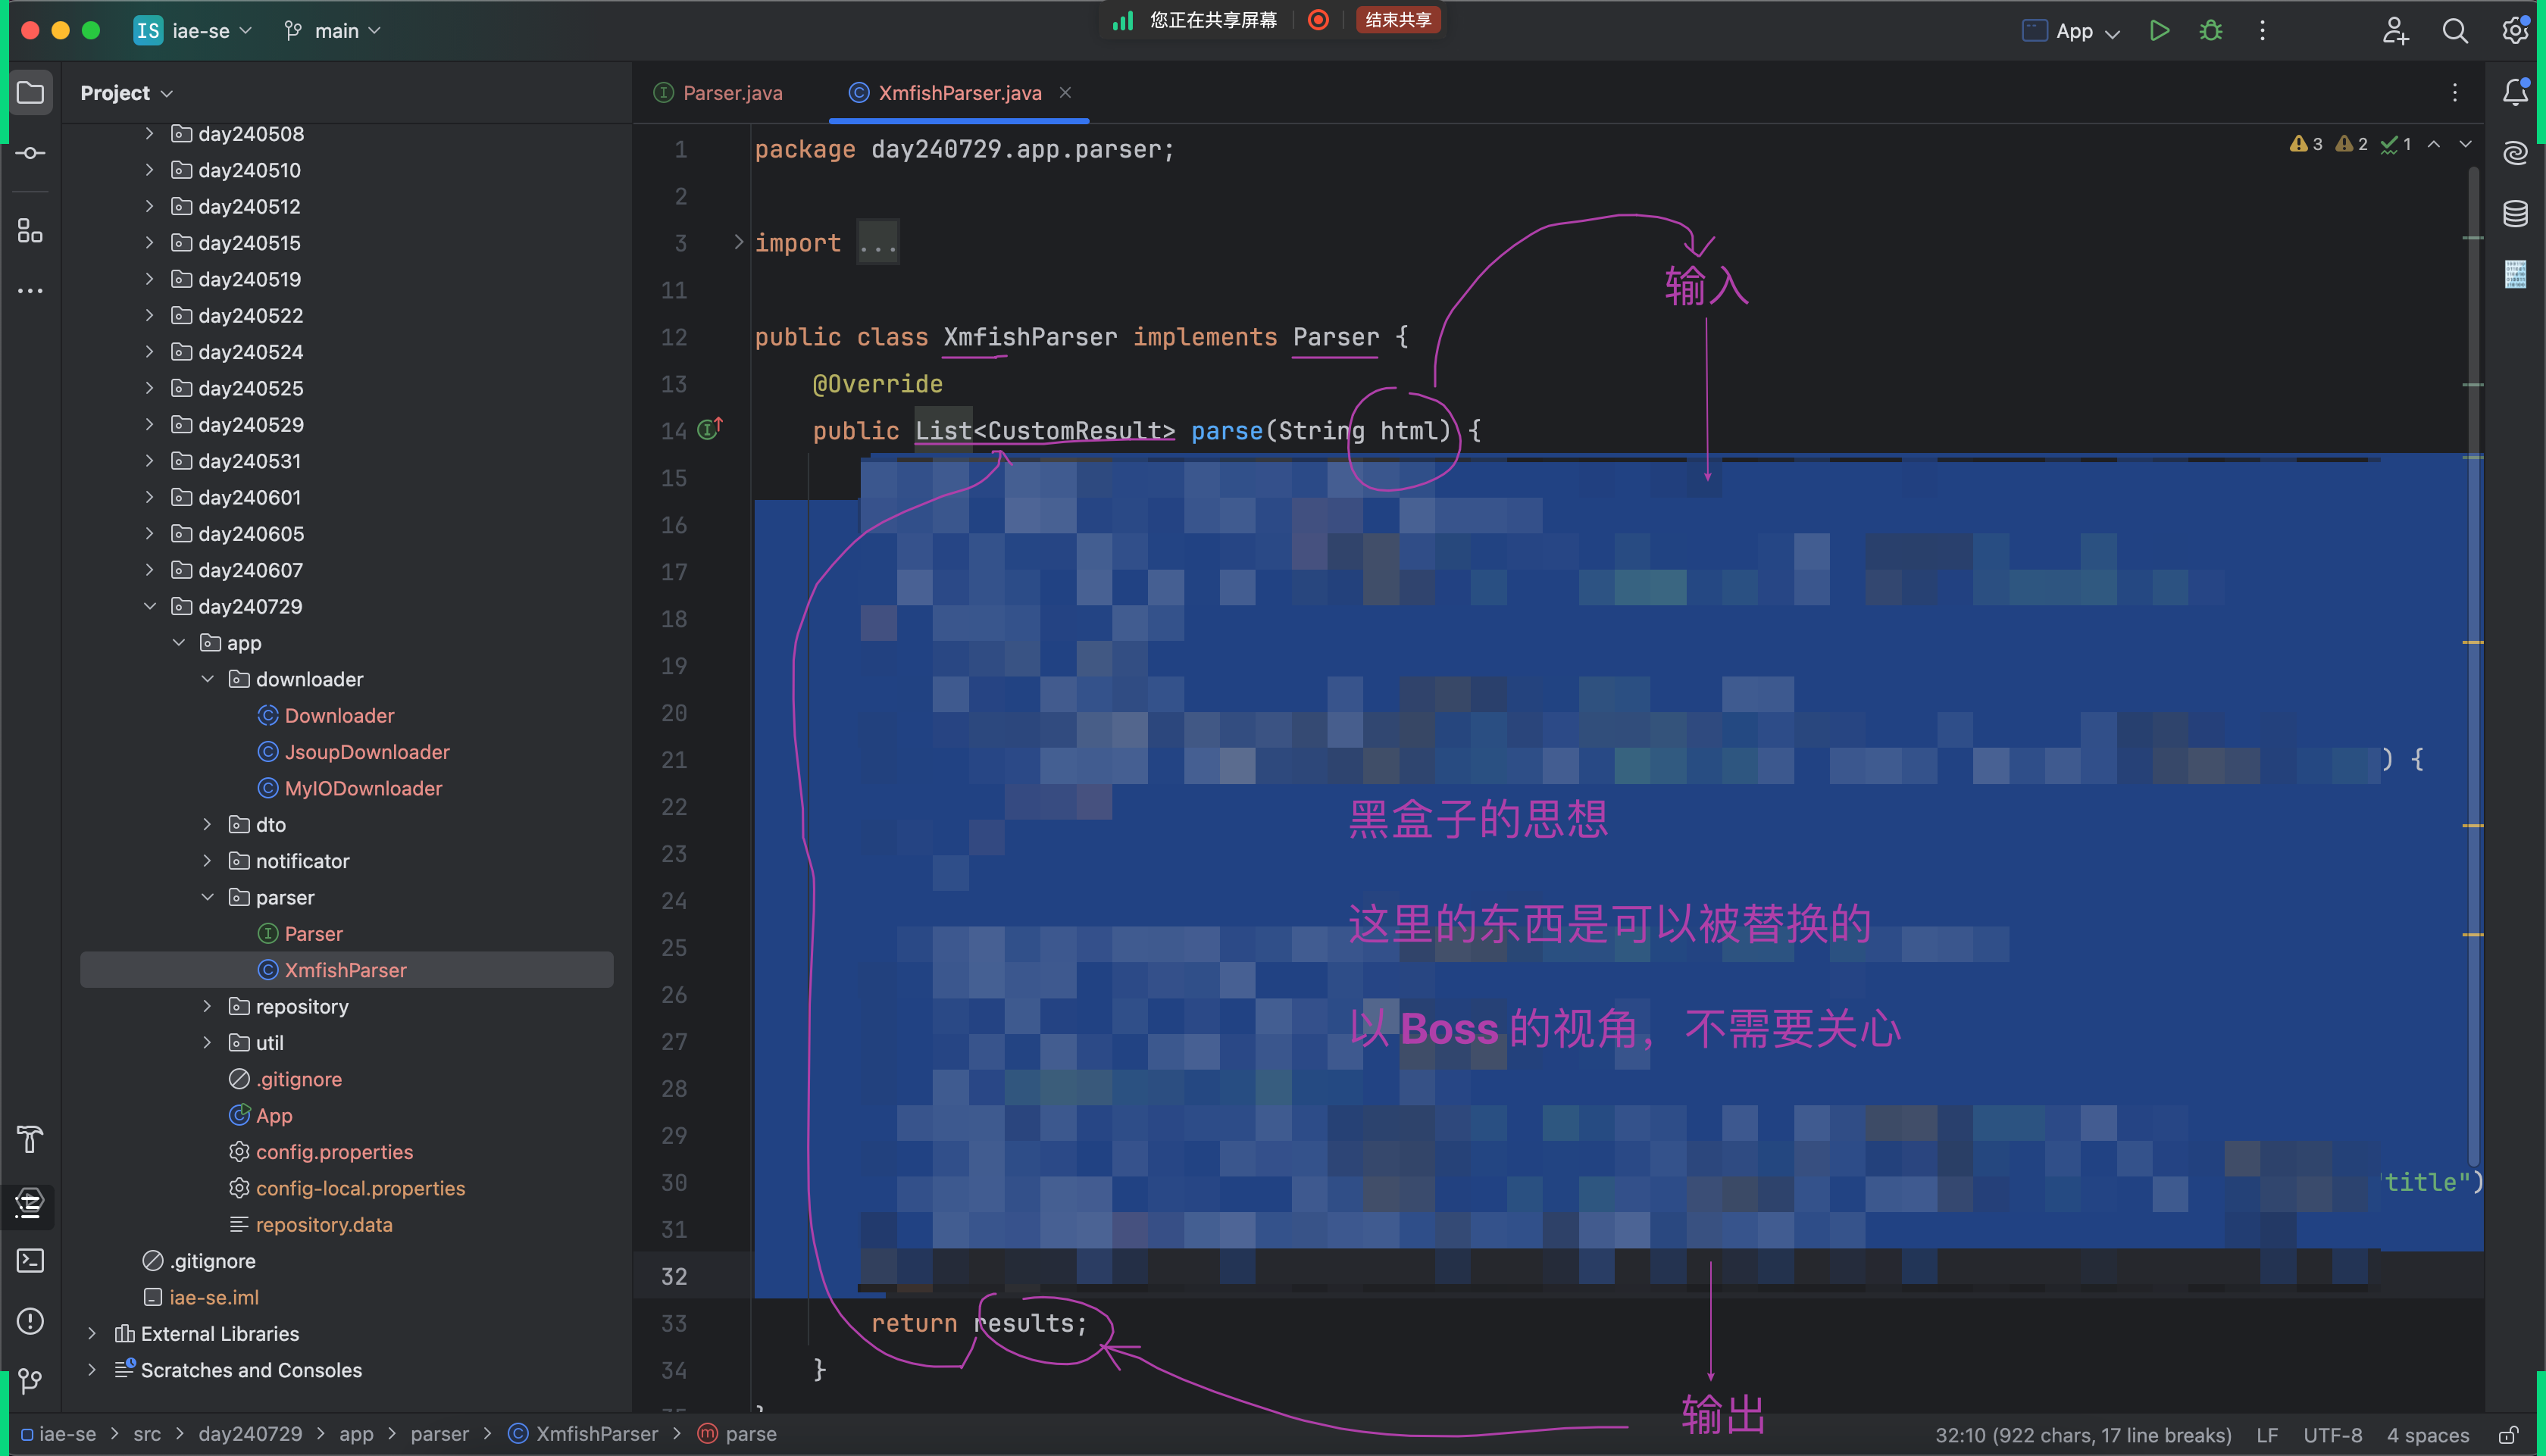 IS iae-se main
您正在共享屏幕 结束共享
App
Project
day240508
day240510
day240512
day240515
day240519
day240522
day240524
day240525
day240529
day240531
day240601
day240605
day240607
day240729
app
downloader
Downloader
JsoupDownloader
MyIODownloader
dto
notificator
parser
Parser
XmfishParser
repository
util
.gitignore
App
config.properties
config-local.properties
repository.data
.gitignore
iae-se.iml
External Libraries
Scratches and Consoles
Parser.java XmfishParser.java
3 2 1
1 package day240729.app.parser;
2
3 import ...
11
输入
12 public class XmfishParser implements Parser {
13 @Override
14 public List<CustomResult> parse(String html) {
15
16
17
18
19
20
21 ) {
22
黑盒子的思想
23
24
这里的东西是可以被替换的
25
26
27
以 Boss 的视角，不需要关心
28
29
30 title")
31
32
33 return results;
34 }
输出
iae-se > src > day240729 > app > parser > XmfishParser > parse
32:10 (922 chars, 17 line breaks) LF UTF-8 4 spaces